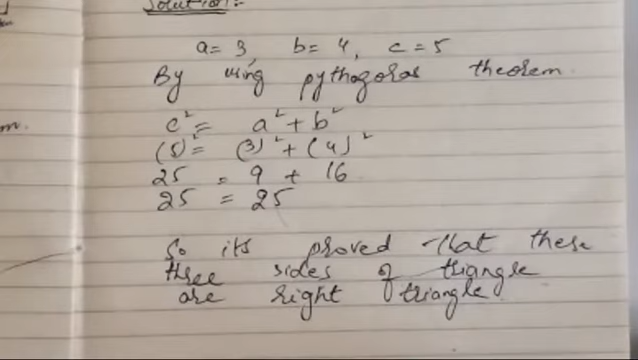 Solution:-
a= 3, b= 4, c = 5
By using pythagoras theorem.
c² = a² + b²
(5)² = (3)² + (4)²
25 = 9 + 16
25 = 25
So its proved that these
three sides of triangle
are right triangle.
m.